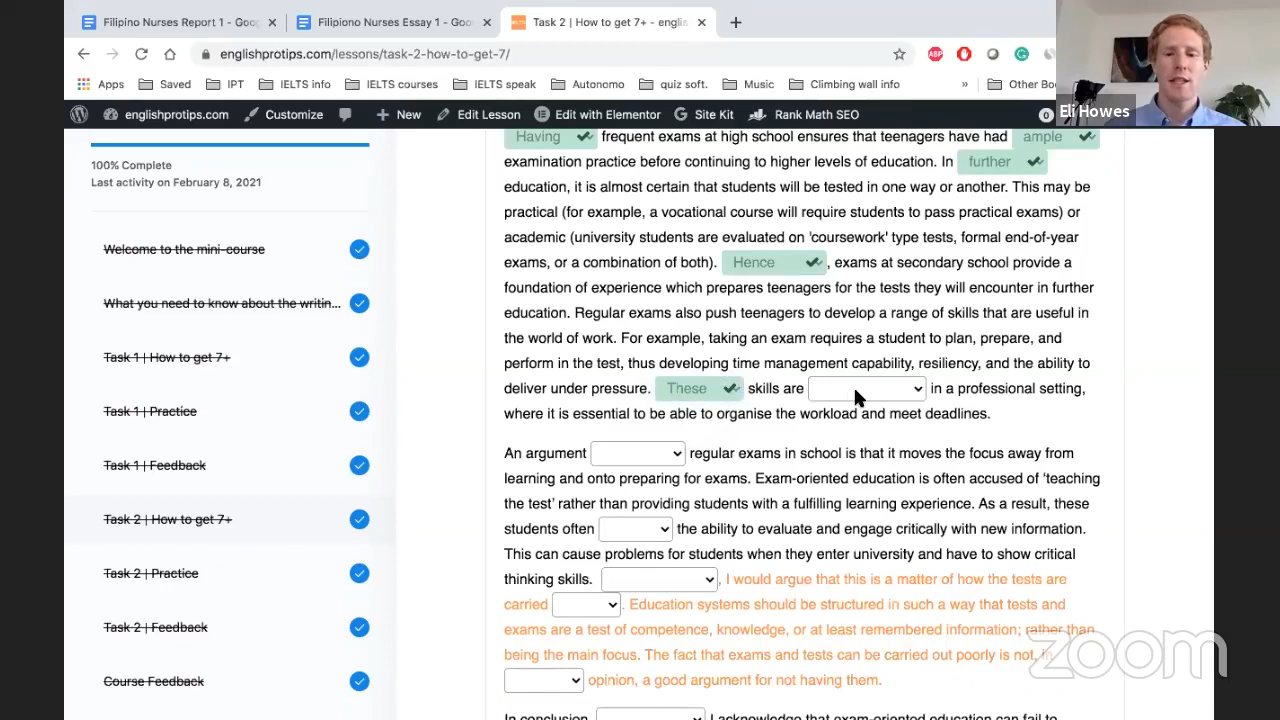 Filipino Nurses Report 1 - Goo
Filipiono Nurses Essay 1 - Goo
Task 2 | How to get 7+ - englis
englishprotips.com/lessons/task-2-how-to-get-7/
ABP
Apps
Saved
IPT
IELTS info
IELTS courses
IELTS speak
Autonomo
quiz soft.
Music
Climbing wall info
»
Other Bo
Eli Howes
englishprotips.com
Customize
New
Edit Lesson
Edit with Elementor
Site Kit
Rank Math SEO
0
100% Complete
Last activity on February 8, 2021
Welcome to the mini-course
What you need to know about the writin...
Task 1 | How to get 7+
Task 1 | Practice
Task 1 | Feedback
Task 2 | How to get 7+
Task 2 | Practice
Task 2 | Feedback
Course Feedback
Having frequent exams at high school ensures that teenagers have had ample
examination practice before continuing to higher levels of education. In further
education, it is almost certain that students will be tested in one way or another. This may be
practical (for example, a vocational course will require students to pass practical exams) or
academic (university students are evaluated on 'coursework' type tests, formal end-of-year
exams, or a combination of both). Hence , exams at secondary school provide a
foundation of experience which prepares teenagers for the tests they will encounter in further
education. Regular exams also push teenagers to develop a range of skills that are useful in
the world of work. For example, taking an exam requires a student to plan, prepare, and
perform in the test, thus developing time management capability, resiliency, and the ability to
deliver under pressure. These skills are in a professional setting,
where it is essential to be able to organise the workload and meet deadlines.
An argument regular exams in school is that it moves the focus away from
learning and onto preparing for exams. Exam-oriented education is often accused of 'teaching
the test' rather than providing students with a fulfilling learning experience. As a result, these
students often the ability to evaluate and engage critically with new information.
This can cause problems for students when they enter university and have to show critical
thinking skills. , I would argue that this is a matter of how the tests are
carried . Education systems should be structured in such a way that tests and
exams are a test of competence, knowledge, or at least remembered information; rather than
being the main focus. The fact that exams and tests can be carried out poorly is not, in
opinion, a good argument for not having them.
In conclusion, I acknowledge that exam-oriented education can fail to
zoom